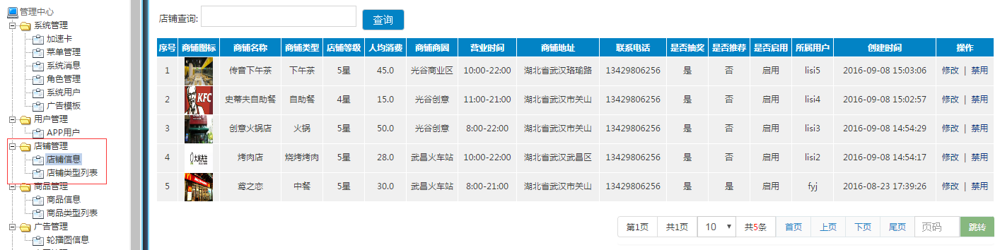 管理中心
系统管理
加速卡
菜单管理
系统消息
角色管理
系统用户
广告模板
用户管理
APP用户
店铺管理
店铺信息
店铺类型列表
商品管理
商品信息
商品类型列表
广告管理
轮播图信息
店铺查询: 查询
序号 商铺图标 商铺名称 商铺类型 店铺等级 人均消费 商铺商圈 营业时间 商铺地址 联系电话 是否抽奖 是否推荐 是否启用 所属用户 创建时间 操作
1 传音下午茶 下午茶 5星 45.0 光谷商业区 10:00-22:00 湖北省武汉珞瑜路 13429806256 是 否 启用 lisi5 2016-09-08 15:03:06 修改 | 禁用
2 KFC 史蒂夫自助餐 自助餐 4星 15.0 光谷创意 11:00-21:00 湖北省武汉市关山 13429806256 是 否 启用 lisi4 2016-09-08 15:02:57 修改 | 禁用
3 创意火锅店 火锅 5星 50.0 光谷创意 8:00-22:00 湖北省武汉市关山 13429806256 是 否 启用 lisi3 2016-09-08 14:54:29 修改 | 禁用
4 大米先生 烤肉店 烧烤烤肉 5星 28.0 武昌火车站 10:00-22:00 湖北省武汉武昌区 13429806256 是 否 启用 lisi2 2016-09-08 14:54:17 修改 | 禁用
5 鸢之恋 中餐 5星 30.0 武昌火车站 8:00-21:00 湖北省武汉市关山 13429806256 是 是 启用 fyj 2016-08-23 17:39:26 修改 | 禁用
第1页 共1页 10 共5条 首页 上页 下页 尾页 页码 跳转